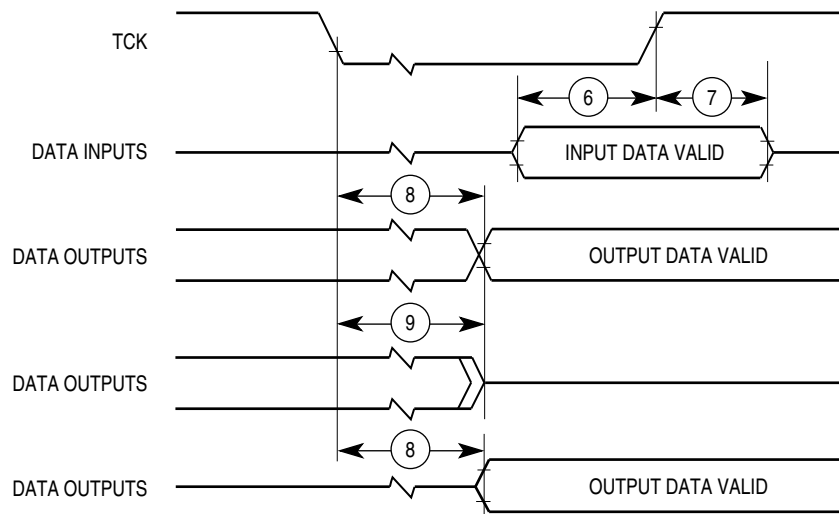 TCK
6
7
DATA INPUTS
INPUT DATA VALID
8
DATA OUTPUTS
OUTPUT DATA VALID
9
DATA OUTPUTS
8
DATA OUTPUTS
OUTPUT DATA VALID